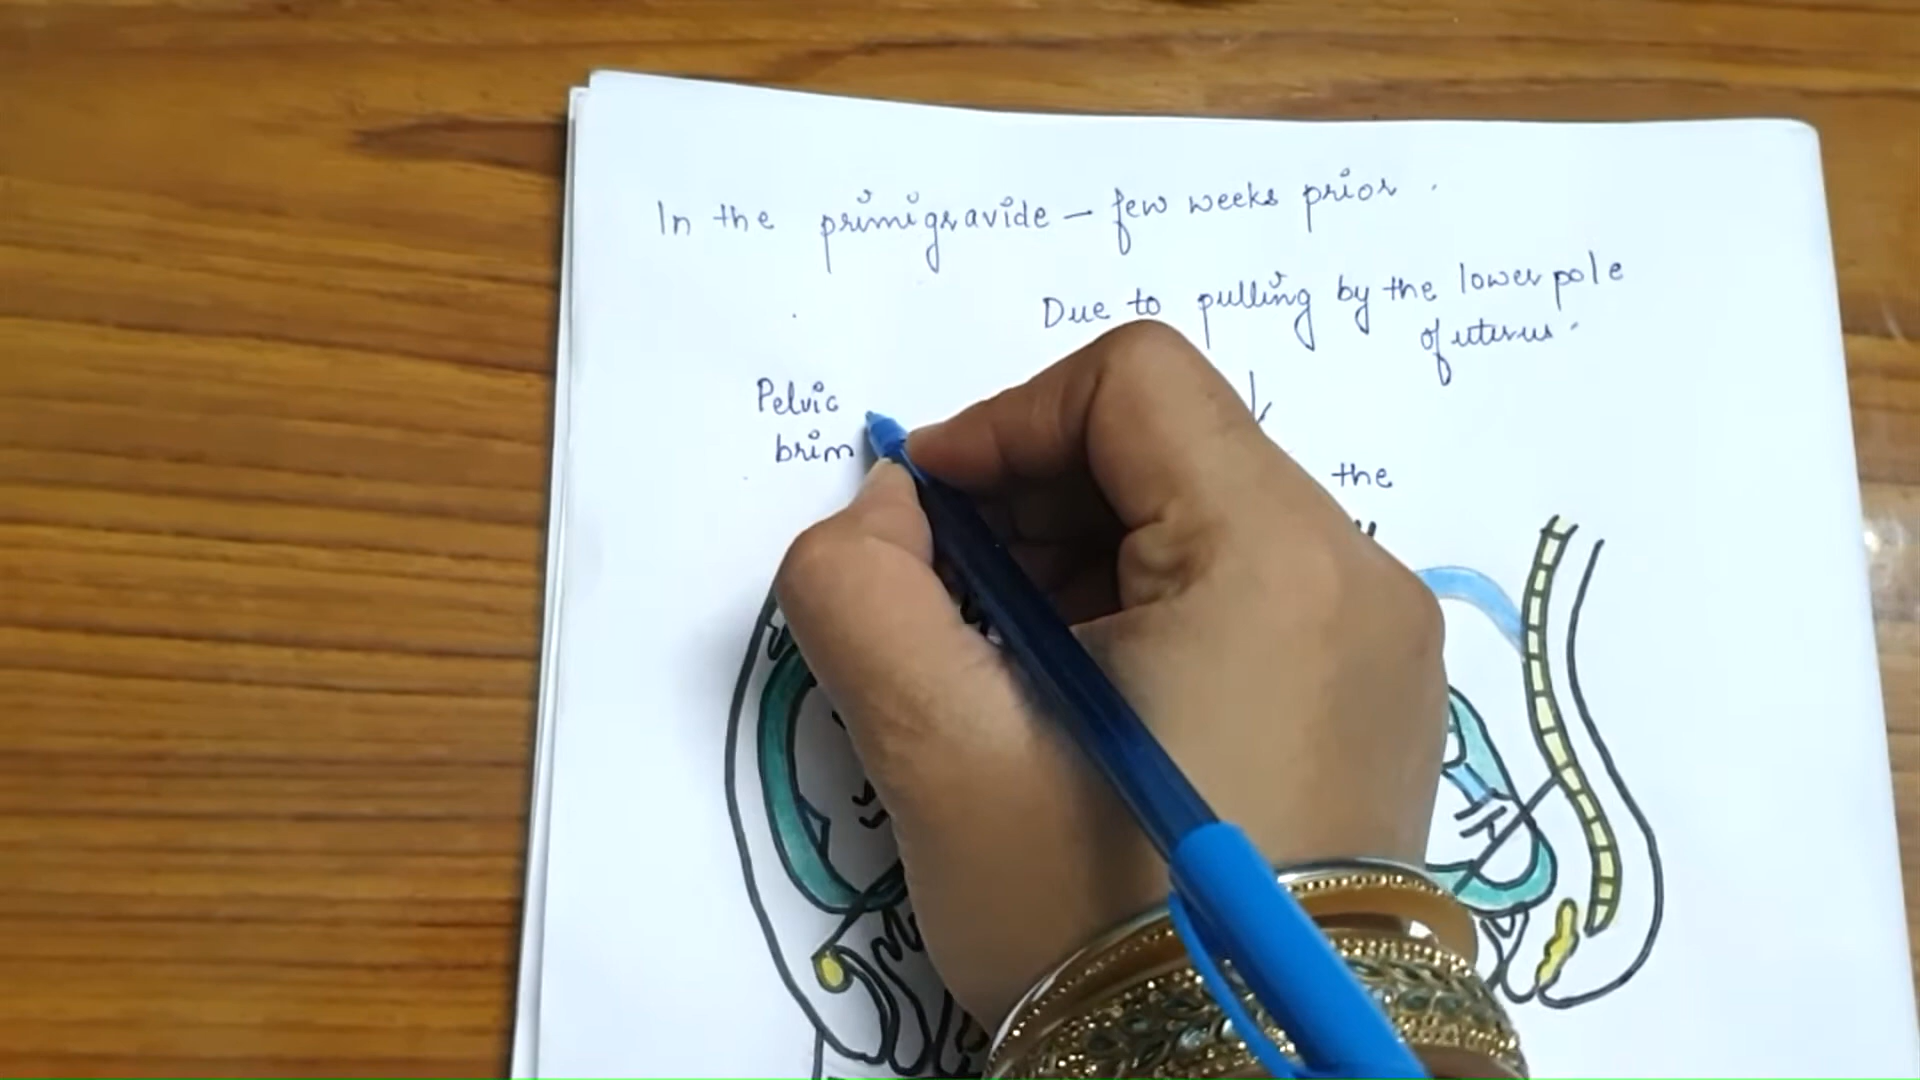 In the primigravide – few weeks prior.
Due to pulling by the lower pole
of uterus.
Pelvic
brim
the